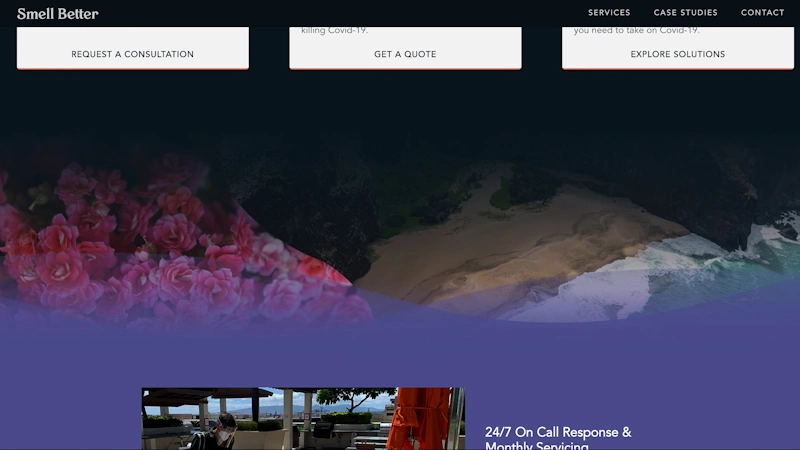 Smell Better
SERVICES CASE STUDIES CONTACT
killing Covid-19.
you need to take on Covid-19.
REQUEST A CONSULTATION
GET A QUOTE
EXPLORE SOLUTIONS
24/7 On Call Response &
Monthly Servicing